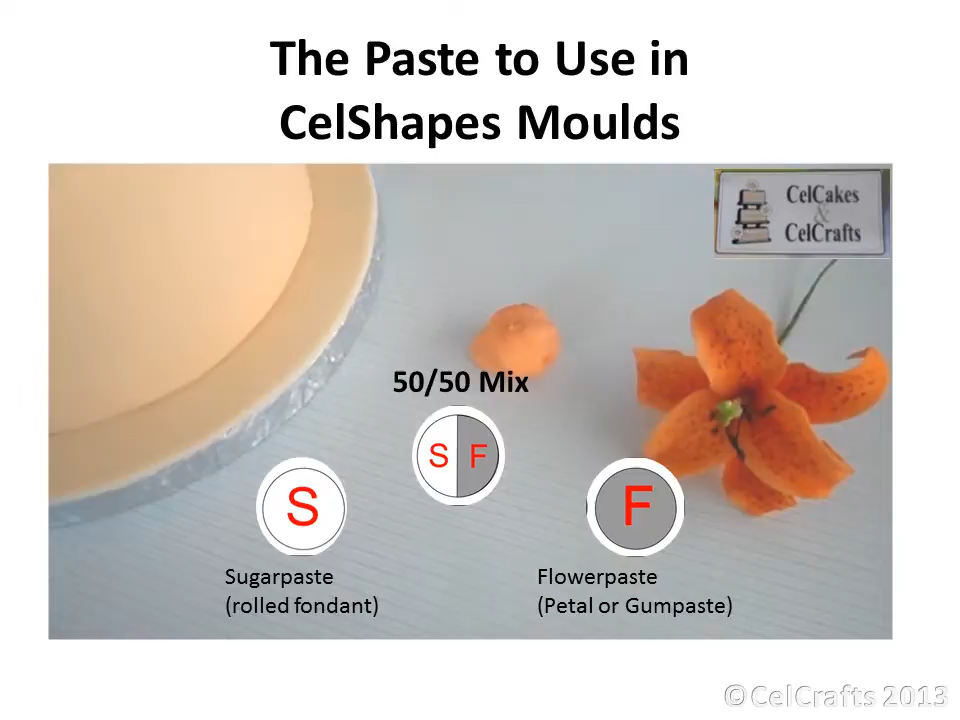 The Paste to Use in
CelShapes Moulds
CelCakes
&
CelCrafts
50/50 Mix
S F
S
F
Sugarpaste
(rolled fondant)
Flowerpaste
(Petal or Gumpaste)
©CelCrafts 2013